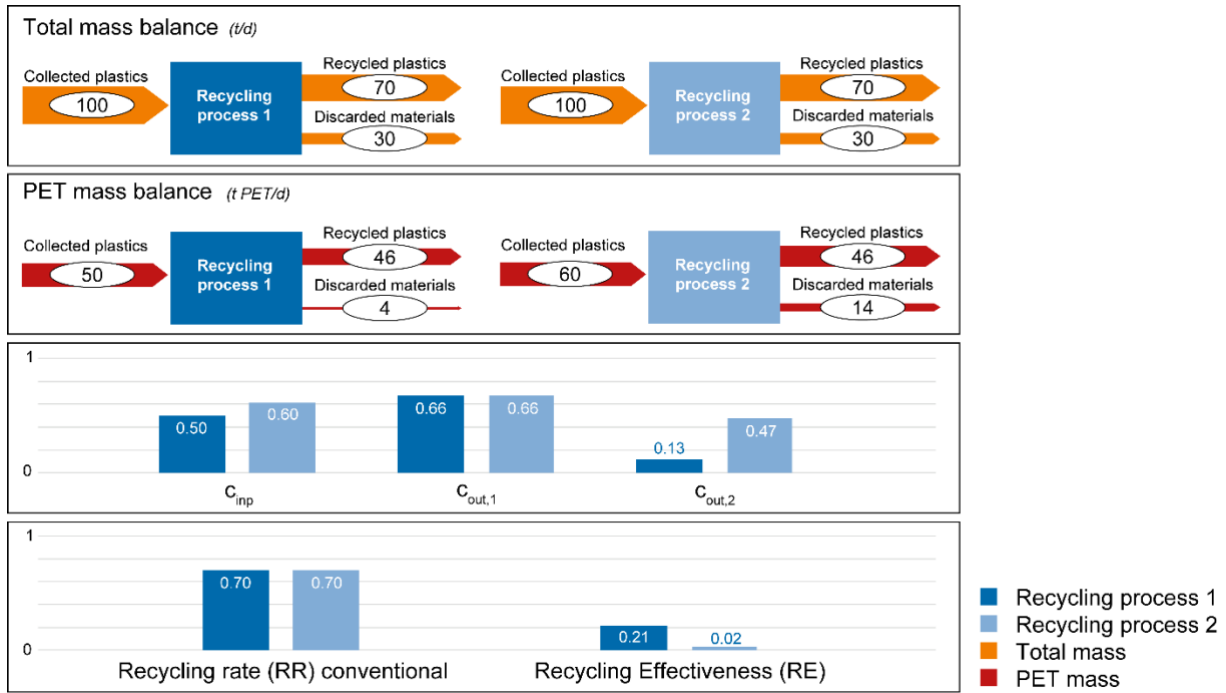 Total mass balance (t/d)
Collected plastics
100
Recycling
process 1
Recycled plastics
70
Discarded materials
30
Collected plastics
100
Recycling
process 2
Recycled plastics
70
Discarded materials
30
PET mass balance (t PET/d)
Collected plastics
50
Recycling
process 1
Recycled plastics
46
Discarded materials
4
Collected plastics
60
Recycling
process 2
Recycled plastics
46
Discarded materials
14
1
0.50
0.60
0.66
0.66
0.13
0.47
0
Cinp
Cout,1
Cout,2
1
0.70
0.70
0.21
0.02
0
Recycling rate (RR) conventional
Recycling Effectiveness (RE)
Recycling process 1
Recycling process 2
Total mass
PET mass